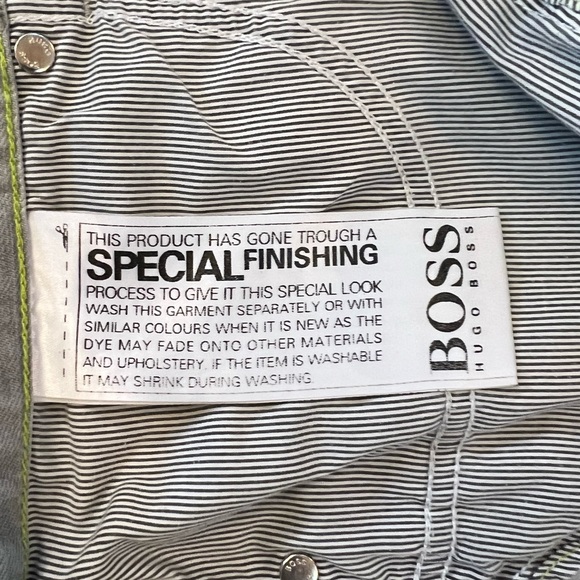 THIS PRODUCT HAS GONE TROUGH A
SPECIAL FINISHING
PROCESS TO GIVE IT THIS SPECIAL LOOK
WASH THIS GARMENT SEPARATELY OR WITH
SIMILAR COLOURS WHEN IT IS NEW AS THE
DYE MAY FADE ONTO OTHER MATERIALS
AND UPHOLSTERY. IF THE ITEM IS WASHABLE
IT MAY SHRINK DURING WASHING.
BOSS
HUGO BOSS
BOSS